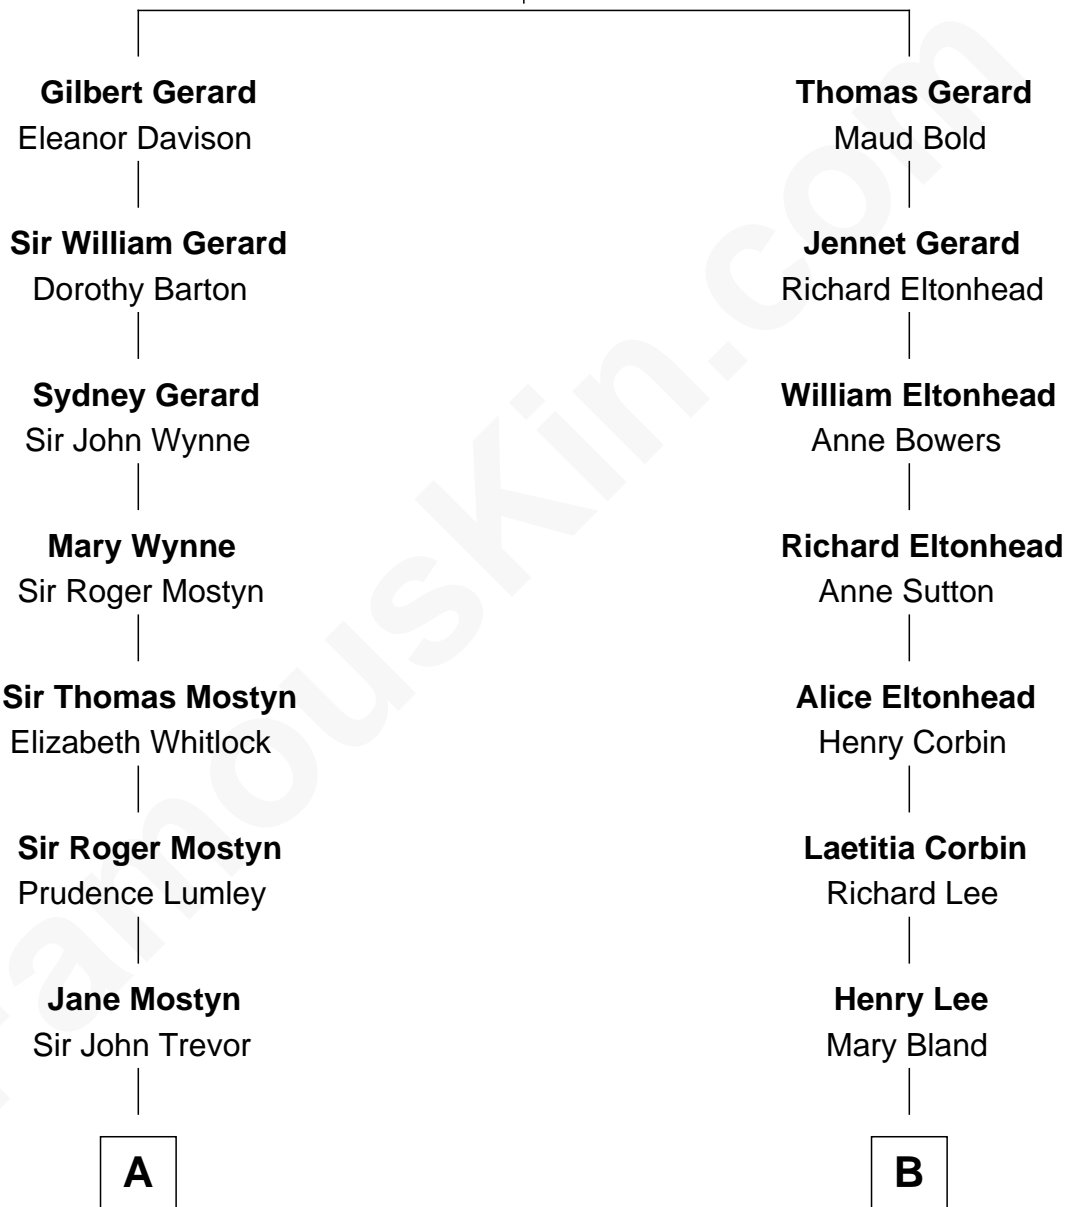 Gilbert Gerard
Eleanor Davison
Thomas Gerard
Maud Bold
Sir William Gerard
Dorothy Barton
Jennet Gerard
Richard Eltonhead
Sydney Gerard
Sir John Wynne
William Eltonhead
Anne Bowers
Mary Wynne
Sir Roger Mostyn
Richard Eltonhead
Anne Sutton
Sir Thomas Mostyn
Elizabeth Whitlock
Alice Eltonhead
Henry Corbin
Sir Roger Mostyn
Prudence Lumley
Laetitia Corbin
Richard Lee
Jane Mostyn
Sir John Trevor
Henry Lee
Mary Bland
A
B
FamousKin.com